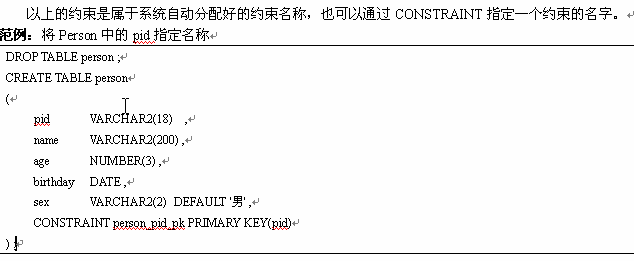 以上的约束是属于系统自动分配好的约束名称，也可以通过 CONSTRAINT 指定一个约束的名字。
范例：将 Person 中的 pid 指定名称
DROP TABLE person ;
CREATE TABLE person
(
pid VARCHAR2(18) ,
name VARCHAR2(200) ,
age NUMBER(3) ,
birthday DATE ,
sex VARCHAR2(2) DEFAULT '男' ,
CONSTRAINT person_pid_pk PRIMARY KEY(pid)
) ;